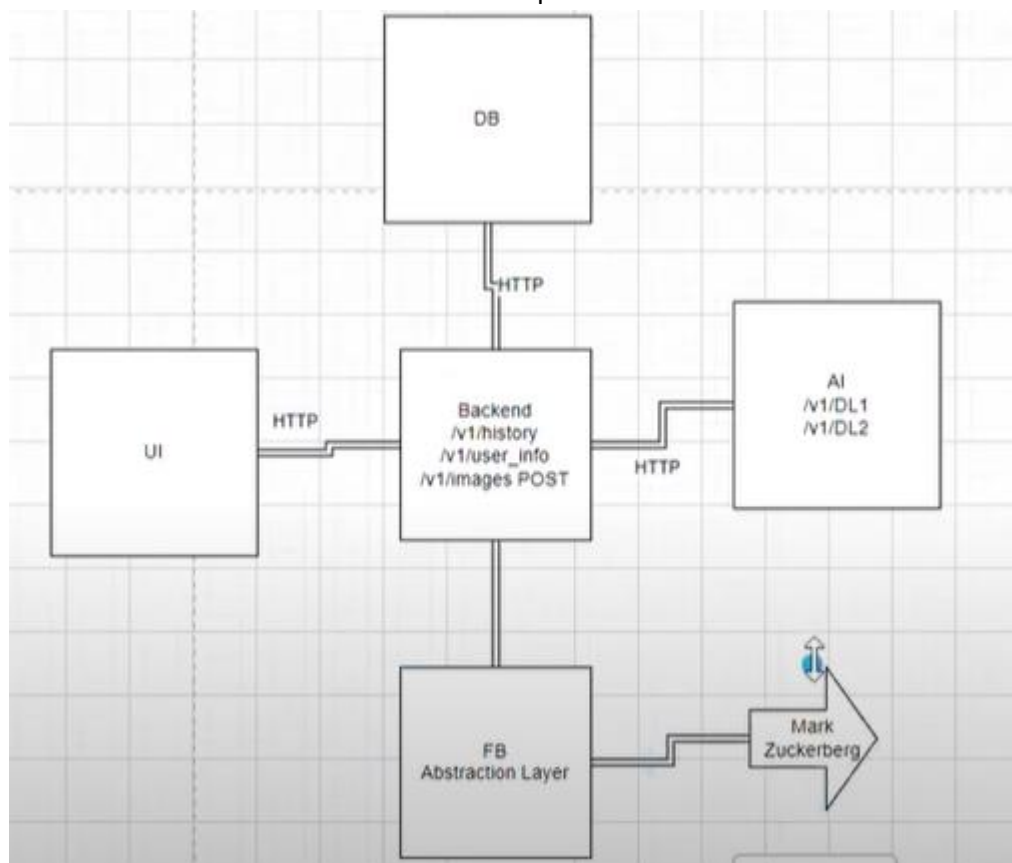 DB
HTTP
UI
HTTP
Backend
/v1/history
/v1/user_info
/v1/images POST
HTTP
AI
/v1/DL1
/v1/DL2
FB
Abstraction Layer
Mark
Zuckerberg